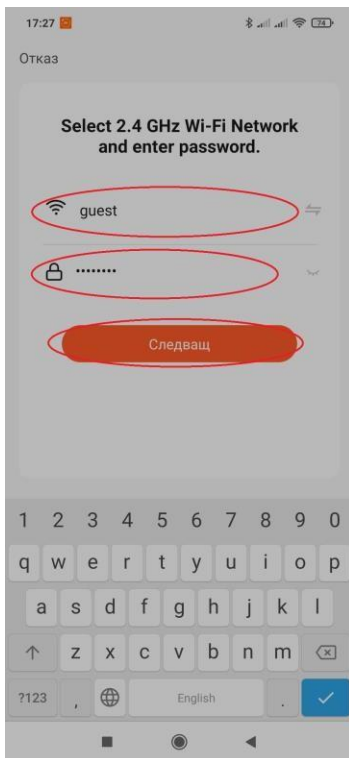 17:27
74
Отказ
Select 2.4 GHz Wi-Fi Network
and enter password.
guest
••••••••
Следващ
1 2 3 4 5 6 7 8 9 0
q w e r t y u i o p
a s d f g h j k l
z x c v b n m
?123 , English .